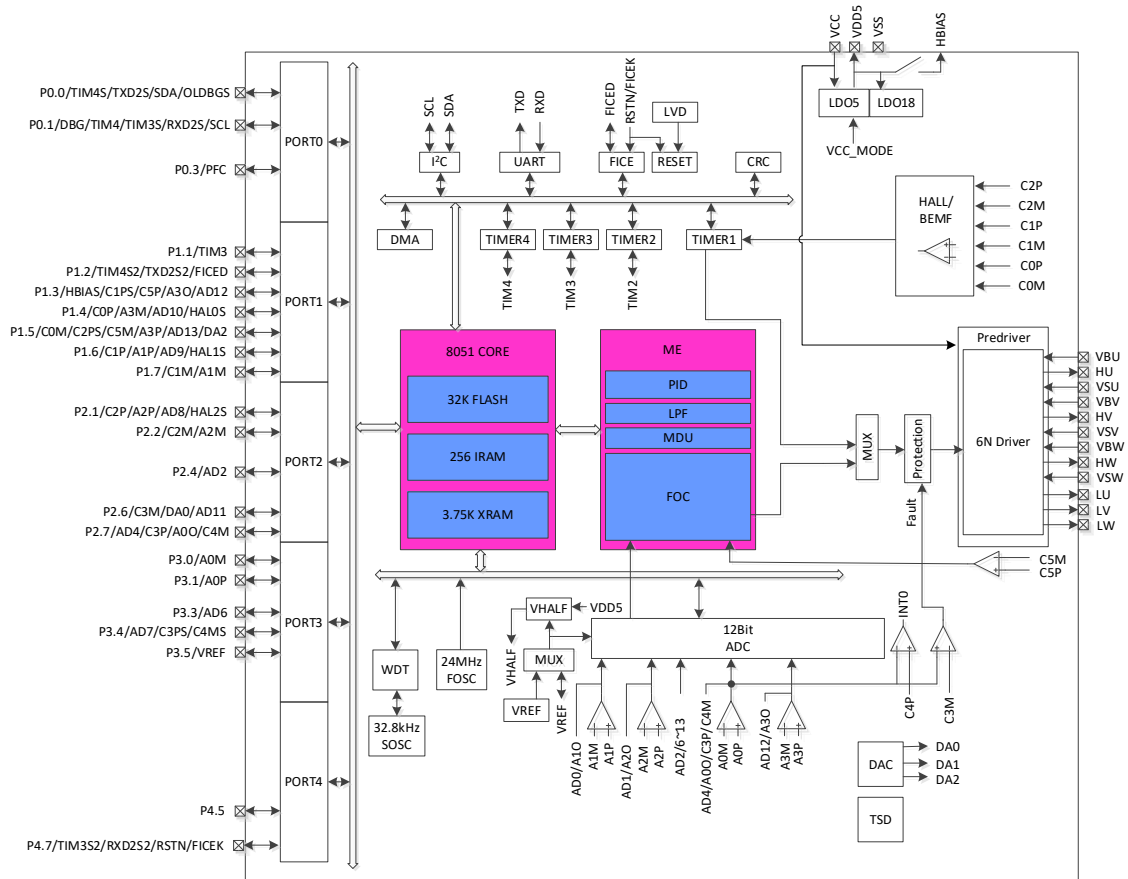 VCC
VDD5
VSS
HBIAS
P0.0/TIM4S/TXD2S/SDA/OLDBGS
P0.1/DBG/TIM4/TIM3S/RXD2S/SCL
P0.3/PFC
P1.1/TIM3
P1.2/TIM4S2/TXD2S2/FICED
P1.3/HBIAS/C1PS/C5P/A3O/AD12
P1.4/C0P/A3M/AD10/HAL0S
P1.5/C0M/C2PS/C5M/A3P/AD13/DA2
P1.6/C1P/A1P/AD9/HAL1S
P1.7/C1M/A1M
P2.1/C2P/A2P/AD8/HAL2S
P2.2/C2M/A2M
P2.4/AD2
P2.6/C3M/DA0/AD11
P2.7/AD4/C3P/A0O/C4M
P3.0/A0M
P3.1/A0P
P3.3/AD6
P3.4/AD7/C3PS/C4MS
P3.5/VREF
P4.5
P4.7/TIM3S2/RXD2S2/RSTN/FICEK
PORT0
PORT1
PORT2
PORT3
PORT4
SCL
SDA
TXD
RXD
FICED
RSTN/FICEK
LVD
I²C
UART
FICE
RESET
CRC
DMA
TIMER4
TIMER3
TIMER2
TIMER1
TIM4
TIM3
TIM2
LDO5
LDO18
VCC_MODE
HALL/
BEMF
C2P
C2M
C1P
C1M
C0P
C0M
8051 CORE
32K FLASH
256 IRAM
3.75K XRAM
ME
PID
LPF
MDU
FOC
MUX
Protection
Fault
Predriver
6N Driver
VBU
HU
VSU
VBV
HV
VSV
VBW
HW
VSW
LU
LV
LW
C5M
C5P
WDT
32.8kHz
SOSC
24MHz
FOSC
VHALF
VDD5
VHALF
MUX
VREF
VREF
12Bit
ADC
INT0
C4P
C3M
AD0/A1O
A1M
A1P
AD1/A2O
A2M
A2P
AD2/6~13
AD4/A0O/C3P/C4M
A0M
A0P
AD12/A3O
A3M
A3P
DAC
DA0
DA1
DA2
TSD